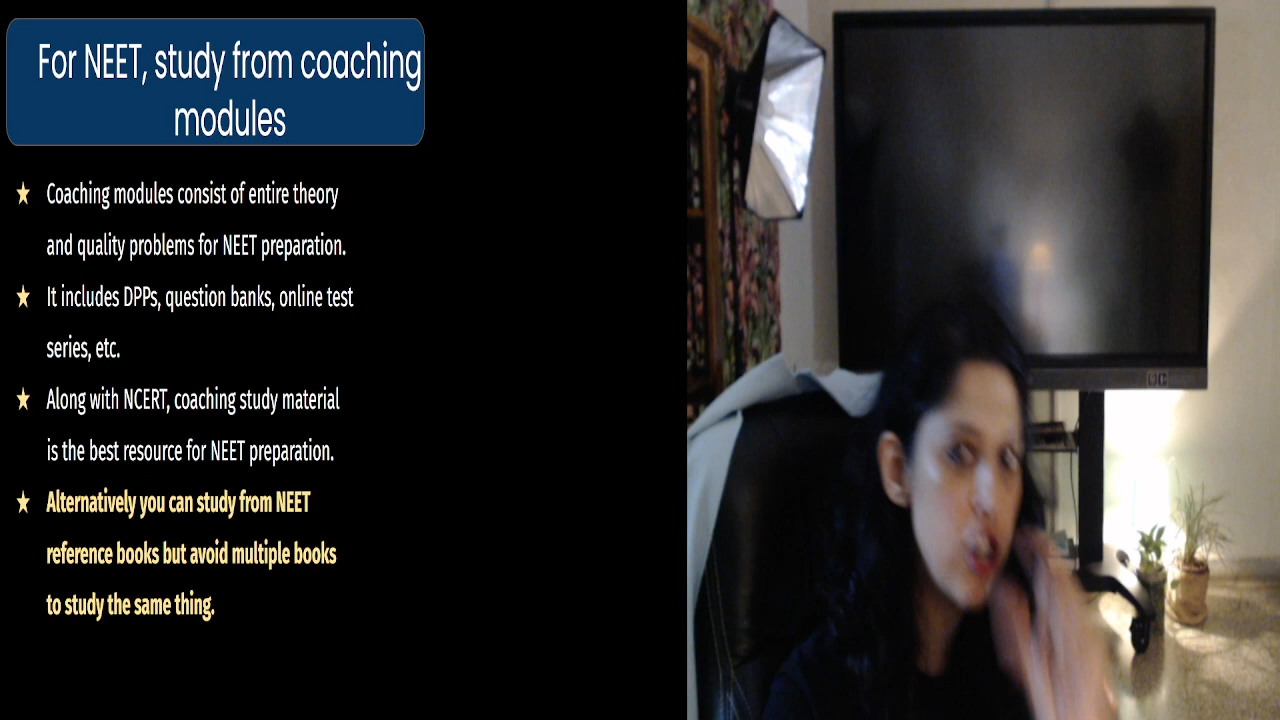 For NEET, study from coaching
modules
★ Coaching modules consist of entire theory
and quality problems for NEET preparation.
★ It includes DPPs, question banks, online test
series, etc.
★ Along with NCERT, coaching study material
is the best resource for NEET preparation.
★ Alternatively you can study from NEET
reference books but avoid multiple books
to study the same thing.